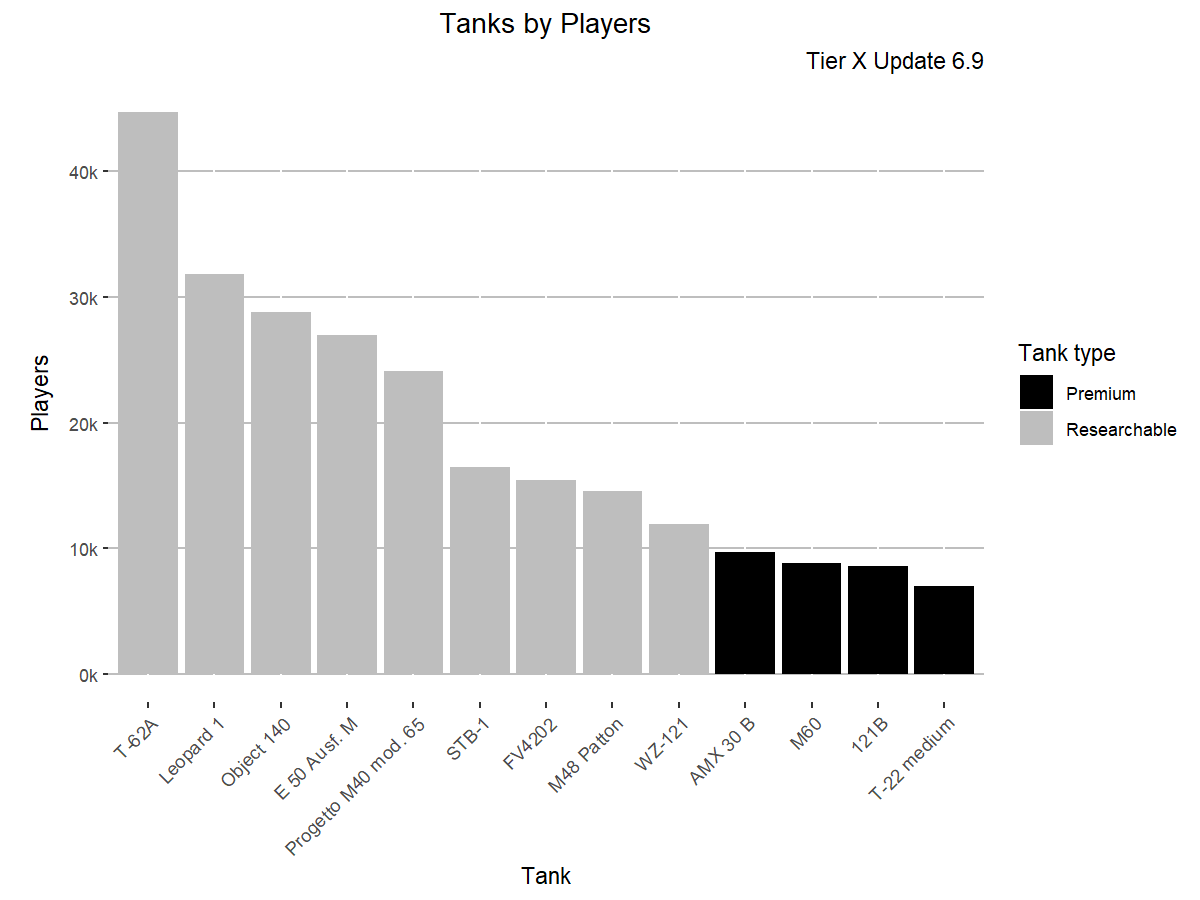 Tanks by Players
Tier X Update 6.9
40k
30k
20k
10k
0k
Players
T-62A
Leopard 1
Object 140
E 50 Ausf. M
Progetto M40 mod. 65
STB-1
FV4202
M48 Patton
WZ-121
AMX 30 B
M60
121B
T-22 medium
Tank
Tank type
Premium
Researchable